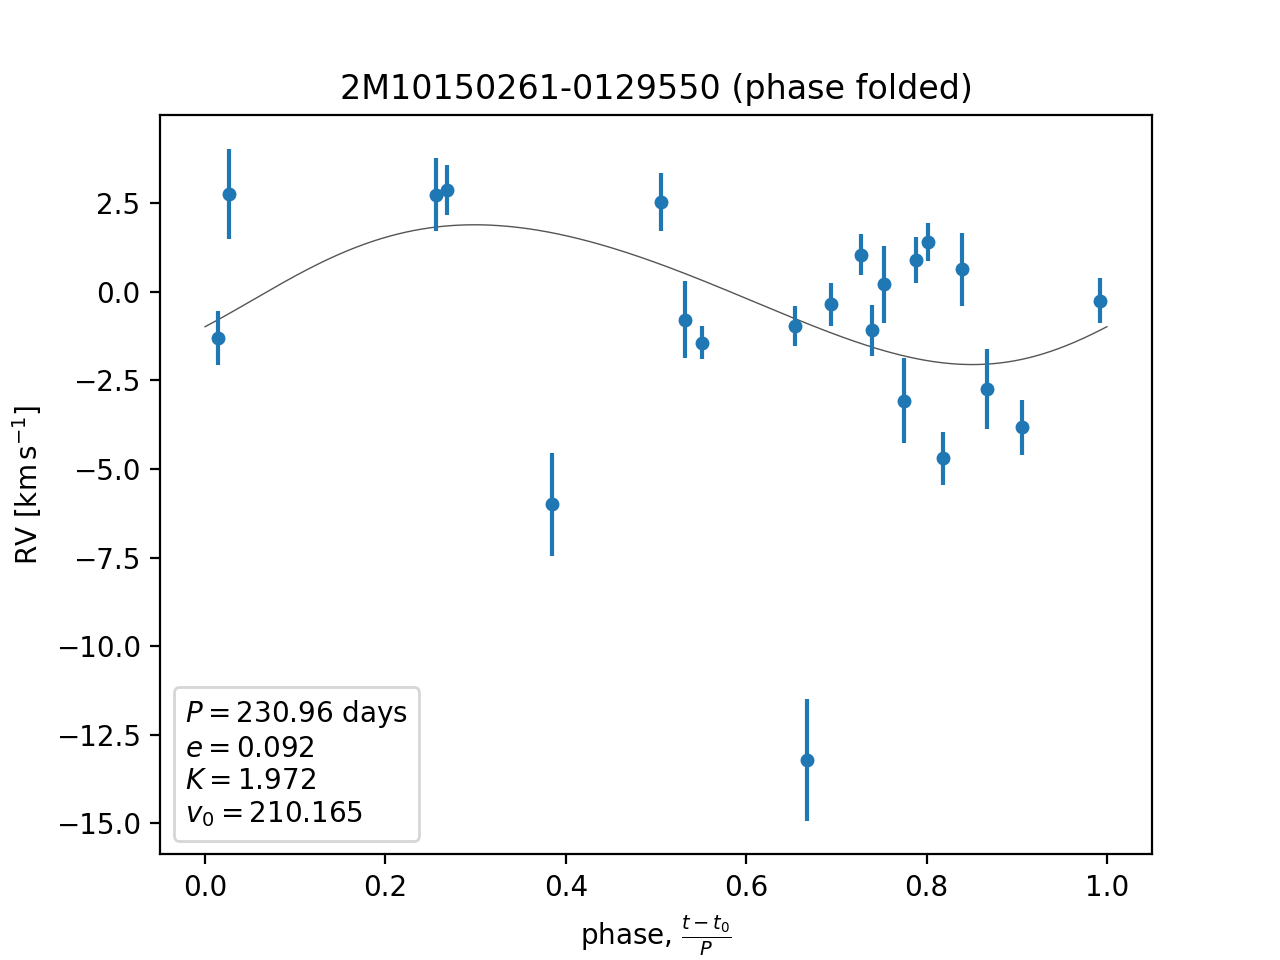 2M10150261-0129550 (phase folded)
RV [km s⁻¹]
2.5
0.0
−2.5
−5.0
−7.5
−10.0
−12.5
−15.0
P = 230.96 days
e = 0.092
K = 1.972
v₀ = 210.165
0.0 0.2 0.4 0.6 0.8 1.0
phase, (t − t₀)/P